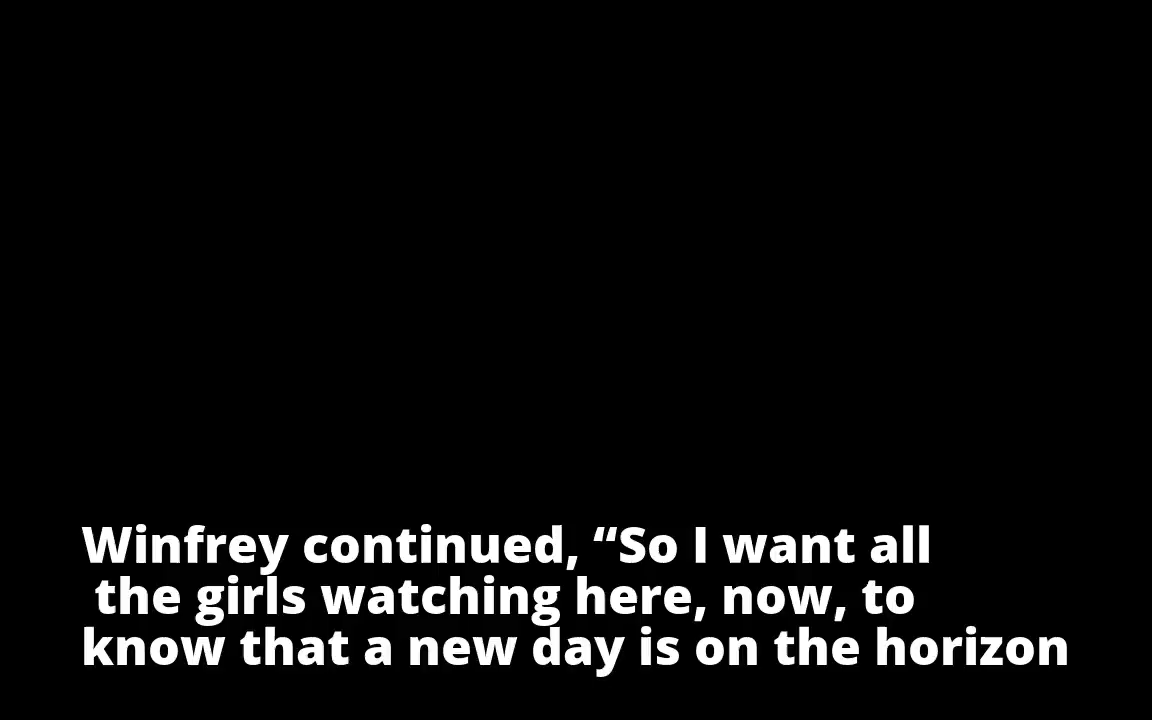 Winfrey continued, “So I want all
the girls watching here, now, to
know that a new day is on the horizon